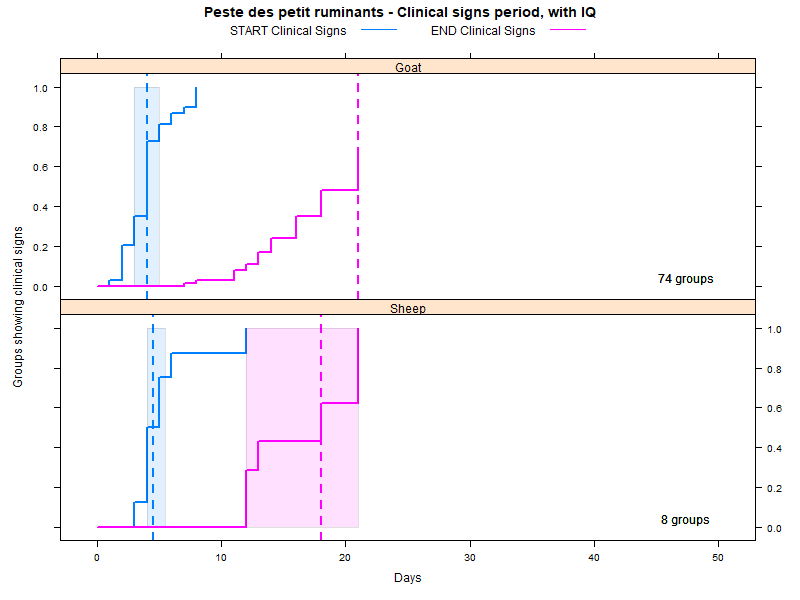 Peste des petit ruminants - Clinical signs period, with IQ
START Clinical Signs END Clinical Signs
Goat
1.0
0.8
0.6
0.4
0.2
0.0
74 groups
Groups showing clinical signs
Sheep
1.0
0.8
0.6
0.4
0.2
0.0
8 groups
0 10 20 30 40 50
Days